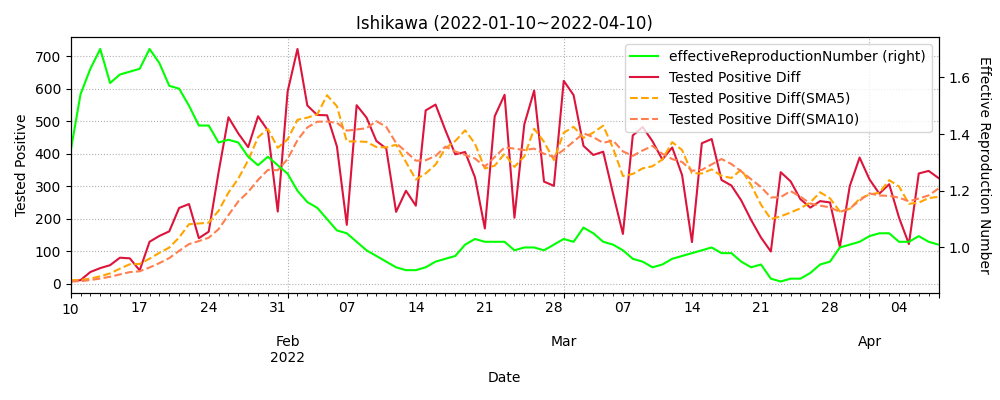 Ishikawa (2022-01-10~2022-04-10)
effectiveReproductionNumber (right)
Tested Positive Diff
Tested Positive Diff(SMA5)
Tested Positive Diff(SMA10)
Tested Positive
700
600
500
400
300
200
100
0
1.6
1.4
1.2
1.0
Effective Reproduction Number
10 17 24 31 07 14 21 28 07 14 21 28 04
Feb Mar Apr
2022
Date